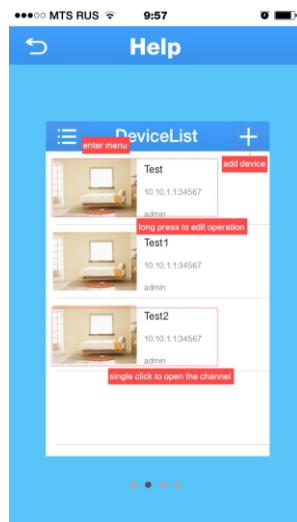 MTS RUS 9:57
Help
DeviceList
enter menu
add device
Test
10.10.1.1:34567
admin
long press to edit operation
Test1
10.10.1.1:34567
admin
Test2
10.10.1.1:34567
admin
single click to open the channel